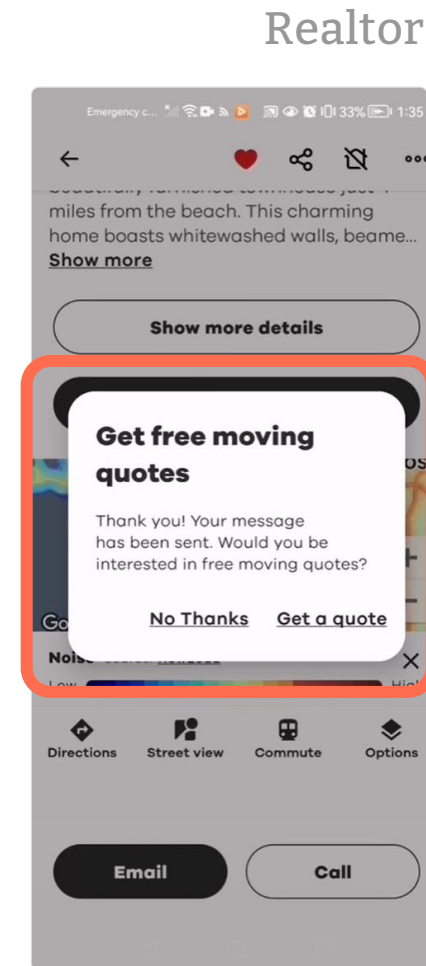 Realtor
Emergency c... 33% 1:35
miles from the beach. This charming
home boasts whitewashed walls, beame...
Show more
Show more details
Get free moving
quotes
Thank you! Your message
has been sent. Would you be
interested in free moving quotes?
No Thanks Get a quote
Directions Street view Commute Options
Email Call